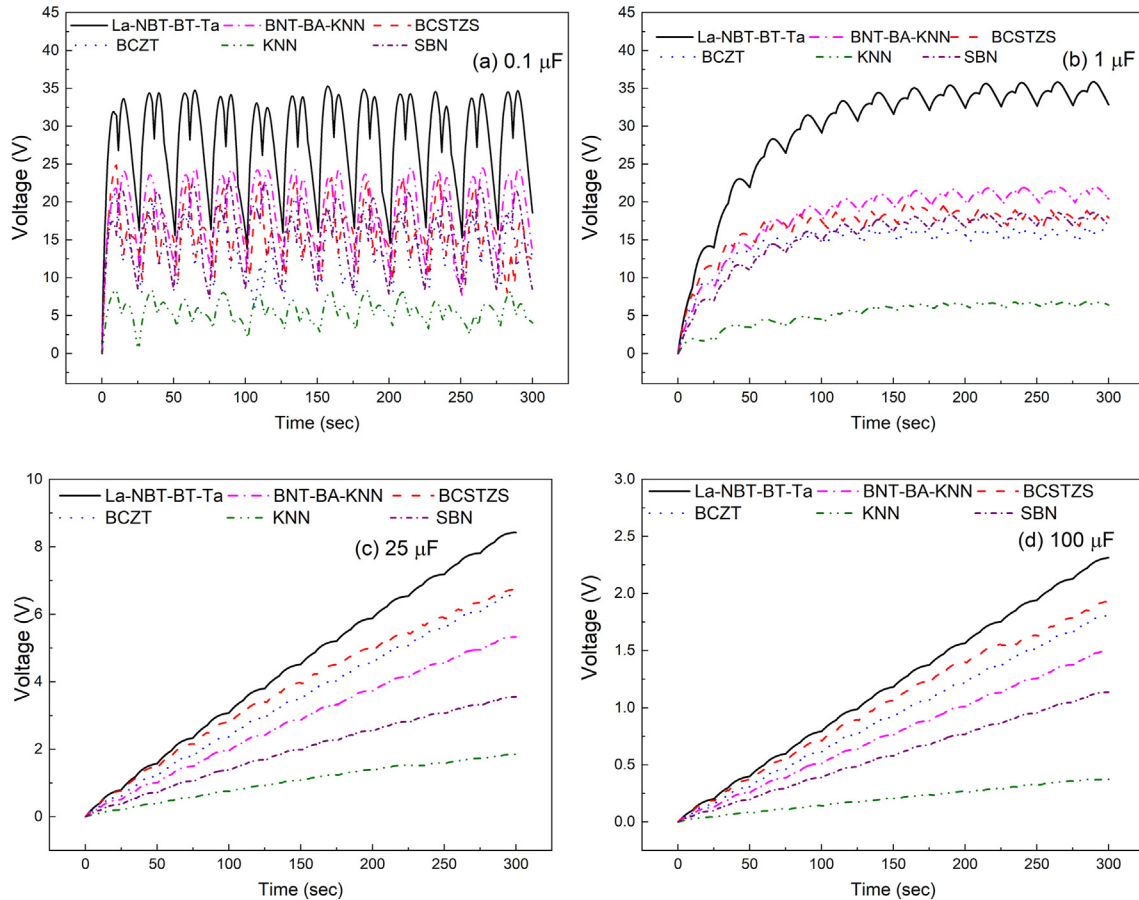 45
40
35
30
25
20
15
10
5
0
Voltage (V)
La-NBT-BT-Ta BNT-BA-KNN BCSTZS
BCZT KNN SBN
(a) 0.1 μF
0 50 100 150 200 250 300
Time (sec)
45
40
35
30
25
20
15
10
5
0
Voltage (V)
La-NBT-BT-Ta BNT-BA-KNN BCSTZS
BCZT KNN SBN
(b) 1 μF
0 50 100 150 200 250 300
Time (sec)
10
8
6
4
2
0
Voltage (V)
La-NBT-BT-Ta BNT-BA-KNN BCSTZS
BCZT KNN SBN
(c) 25 μF
0 50 100 150 200 250 300
Time (sec)
3.0
2.5
2.0
1.5
1.0
0.5
0.0
Voltage (V)
La-NBT-BT-Ta BNT-BA-KNN BCSTZS
BCZT KNN SBN
(d) 100 μF
0 50 100 150 200 250 300
Time (sec)